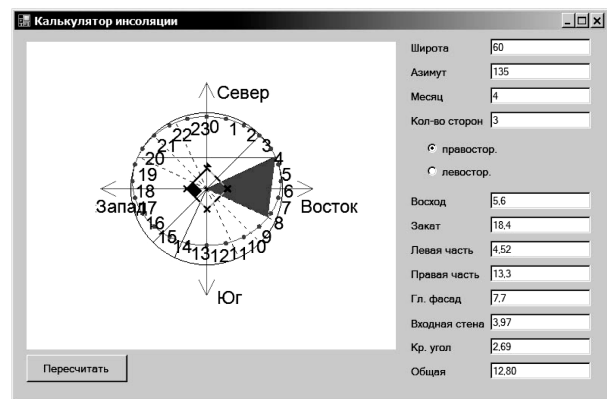 Калькулятор инсоляции
Широта 60
Азимут 135
Месяц 4
Кол-во сторон 3
правостор.
левостор.
Восход 5,6
Закат 18,4
Левая часть 4,52
Правая часть 13,3
Гл. фасад 7,7
Входная стена 3,97
Кр. угол 2,69
Общая 12,80
Север
23 0 1
22 2
21 3
20 4
19 5
18 6
Запад 17 7 Восток
16 8
15 9
14 13 12 11 10
Юг
Пересчитать